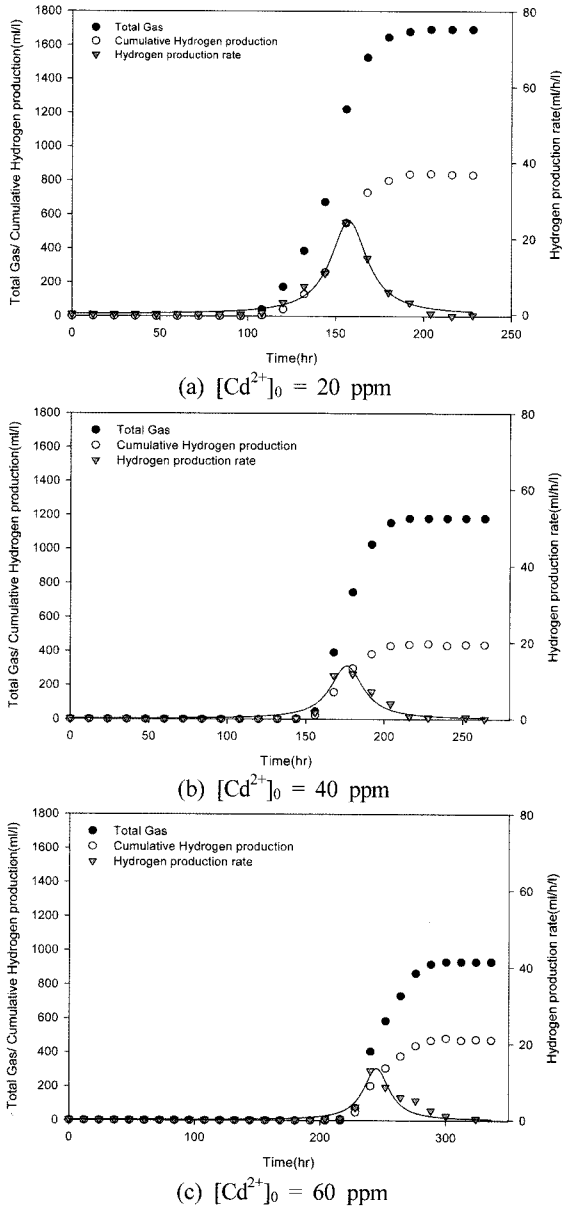 1800
1600
1400
1200
1000
800
600
400
200
0
Total Gas/ Cumulative Hydrogen production(ml/l)
Total Gas
Cumulative Hydrogen production
Hydrogen production rate
80
60
40
20
0
Hydrogen production rate(ml/h/l)
0 50 100 150 200 250
Time(hr)
(a) [Cd²⁺]₀ = 20 ppm
1800
1600
1400
1200
1000
800
600
400
200
0
Total Gas/ Cumulative Hydrogen production(ml/l)
Total Gas
Cumulative Hydrogen production
Hydrogen production rate
80
60
40
20
0
Hydrogen production rate(ml/h/l)
0 50 100 150 200 250
Time(hr)
(b) [Cd²⁺]₀ = 40 ppm
1800
1600
1400
1200
1000
800
600
400
200
0
Total Gas/ Cumulative Hydrogen production(ml/l)
Total Gas
Cumulative Hydrogen production
Hydrogen production rate
80
60
40
20
0
Hydrogen production rate(ml/h/l)
0 100 200 300
Time(hr)
(c) [Cd²⁺]₀ = 60 ppm